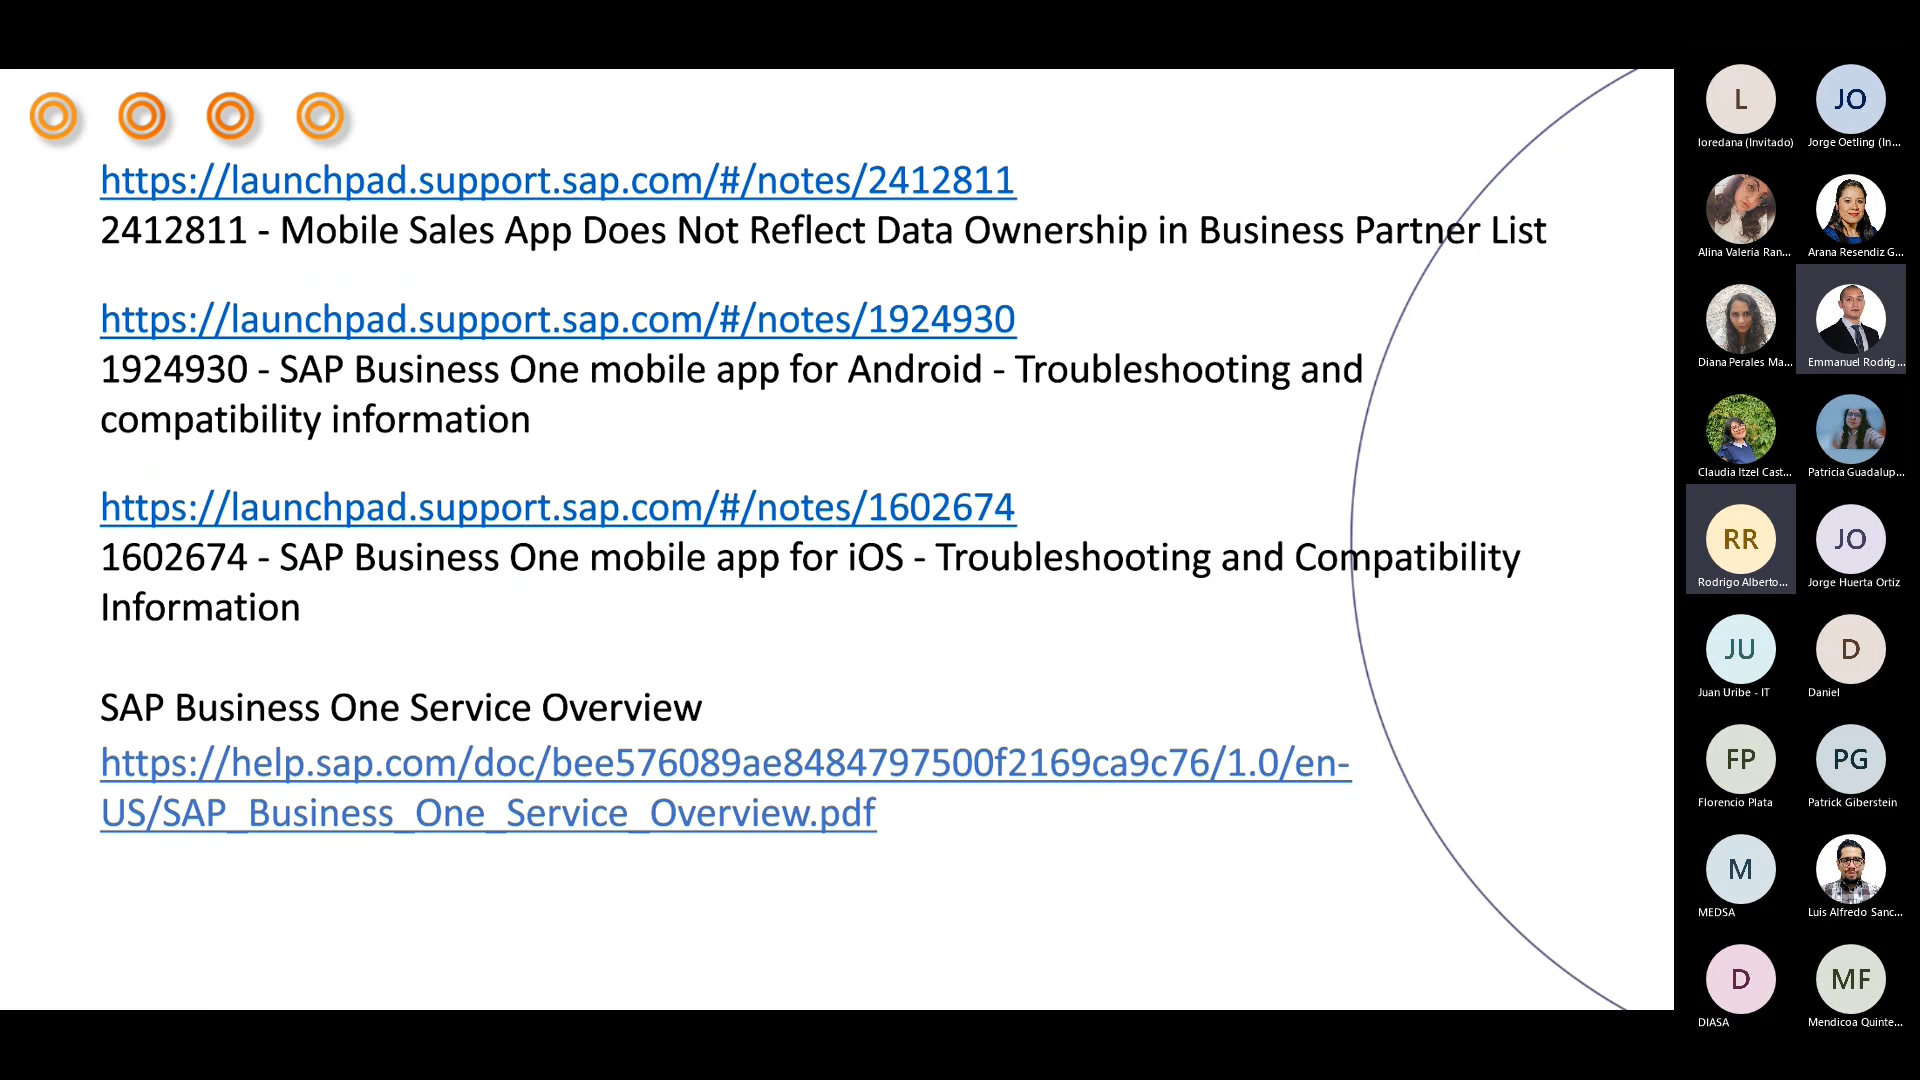 https://launchpad.support.sap.com/#/notes/2412811
2412811 - Mobile Sales App Does Not Reflect Data Ownership in Business Partner List
https://launchpad.support.sap.com/#/notes/1924930
1924930 - SAP Business One mobile app for Android - Troubleshooting and
compatibility information
https://launchpad.support.sap.com/#/notes/1602674
1602674 - SAP Business One mobile app for iOS - Troubleshooting and Compatibility
Information
SAP Business One Service Overview
https://help.sap.com/doc/bee576089ae8484797500f2169ca9c76/1.0/en-
US/SAP_Business_One_Service_Overview.pdf
L
JO
loredana (Invitado)
Jorge Oetling (In...
Alina Valeria Ran...
Arana Resendiz G...
Diana Perales Ma...
Emmanuel Rodrig...
Claudia Itzel Cast...
Patricia Guadalup...
RR
JO
Rodrigo Alberto...
Jorge Huerta Ortiz
JU
D
Juan Uribe - IT
Daniel
FP
PG
Florencio Plata
Patrick Giberstein
M
MEDSA
Luis Alfredo Sanc...
D
MF
DIASA
Mendicoa Quinte...